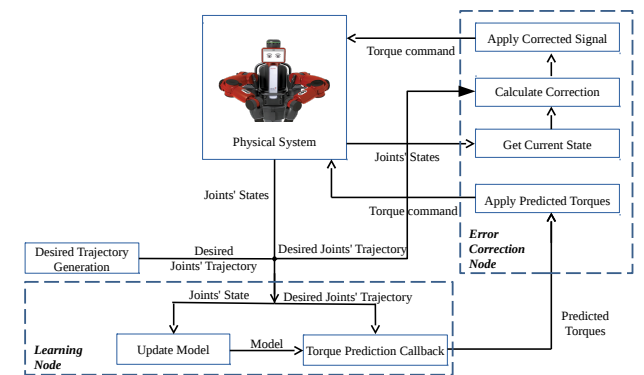 Apply Corrected Signal
Torque command
Calculate Correction
Physical System
Get Current State
Joints' States
Joints' States
Apply Predicted Torques
Torque command
Error
Correction
Node
Desired Trajectory
Generation
Desired
Joints' Trajectory
Desired Joints' Trajectory
Joints' State
Desired Joints' Trajectory
Predicted
Torques
Learning
Node
Update Model
Model
Torque Prediction Callback